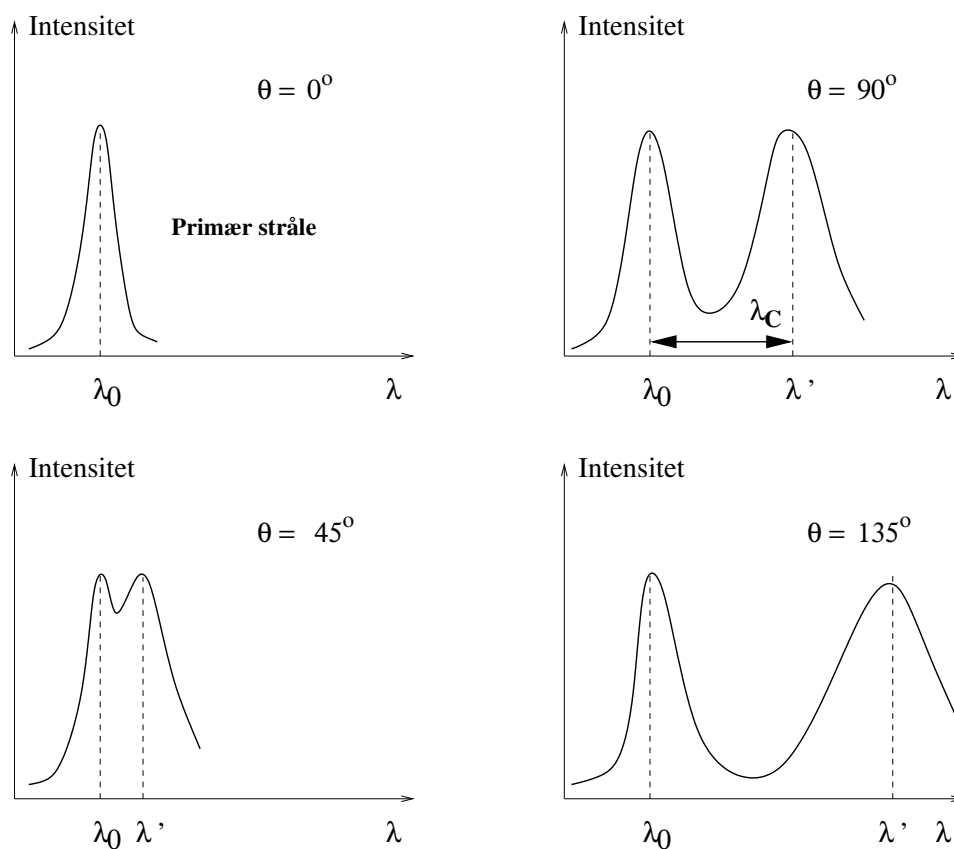 Intensitet
θ = 0°
Primær stråle
λ0
λ
Intensitet
θ = 90°
λC
λ0
λ'
λ
Intensitet
θ = 45°
λ0
λ'
λ
Intensitet
θ = 135°
λ0
λ'
λ